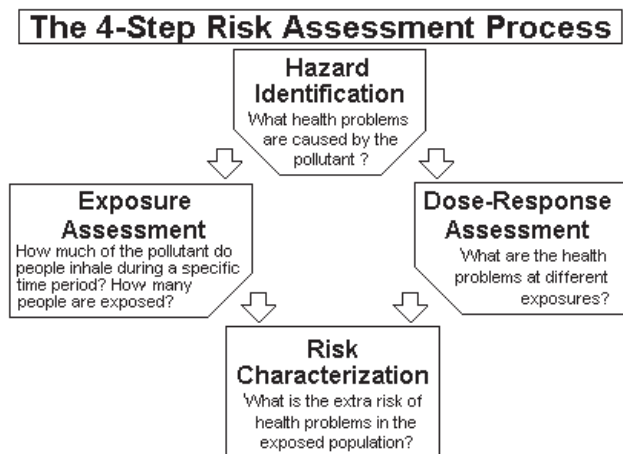 The 4-Step Risk Assessment Process
Hazard
Identification
What health problems
are caused by the
pollutant ?
Exposure
Assessment
How much of the pollutant do
people inhale during a specific
time period? How many
people are exposed?
Dose-Response
Assessment
What are the health
problems at different
exposures?
Risk
Characterization
What is the extra risk of
health problems in the
exposed population?